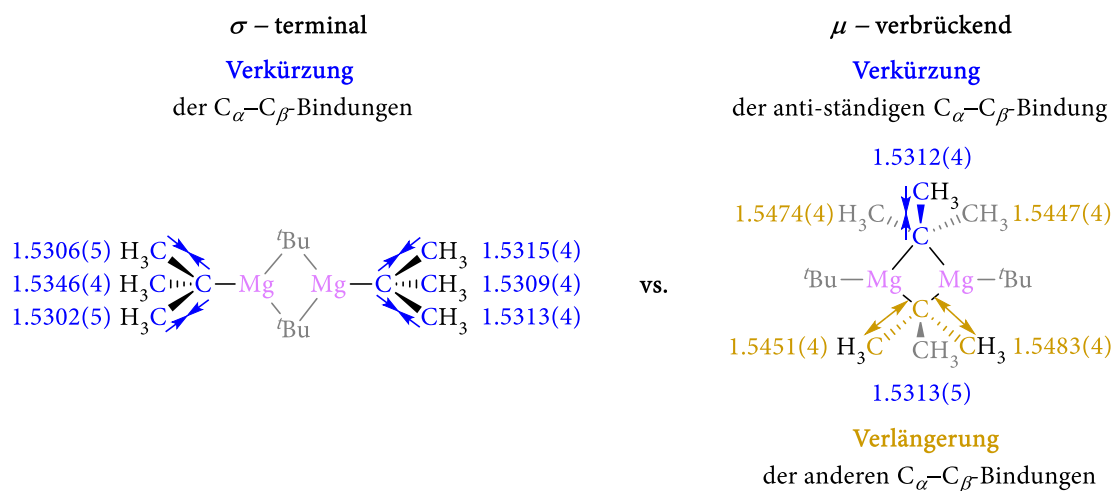 σ – terminal
Verkürzung
der Cα–Cβ-Bindungen
1.5306(5) H3C
1.5346(4) H3C
1.5302(5) H3C
C
Mg
tBu
tBu
Mg
C
CH3 1.5315(4)
CH3 1.5309(4)
CH3 1.5313(4)
vs.
μ – verbrückend
Verkürzung
der anti-ständigen Cα–Cβ-Bindung
1.5312(4)
CH3
1.5474(4) H3C CH3 1.5447(4)
C
tBu Mg Mg tBu
C
1.5451(4) H3C CH3 CH3 1.5483(4)
1.5313(5)
Verlängerung
der anderen Cα–Cβ-Bindungen